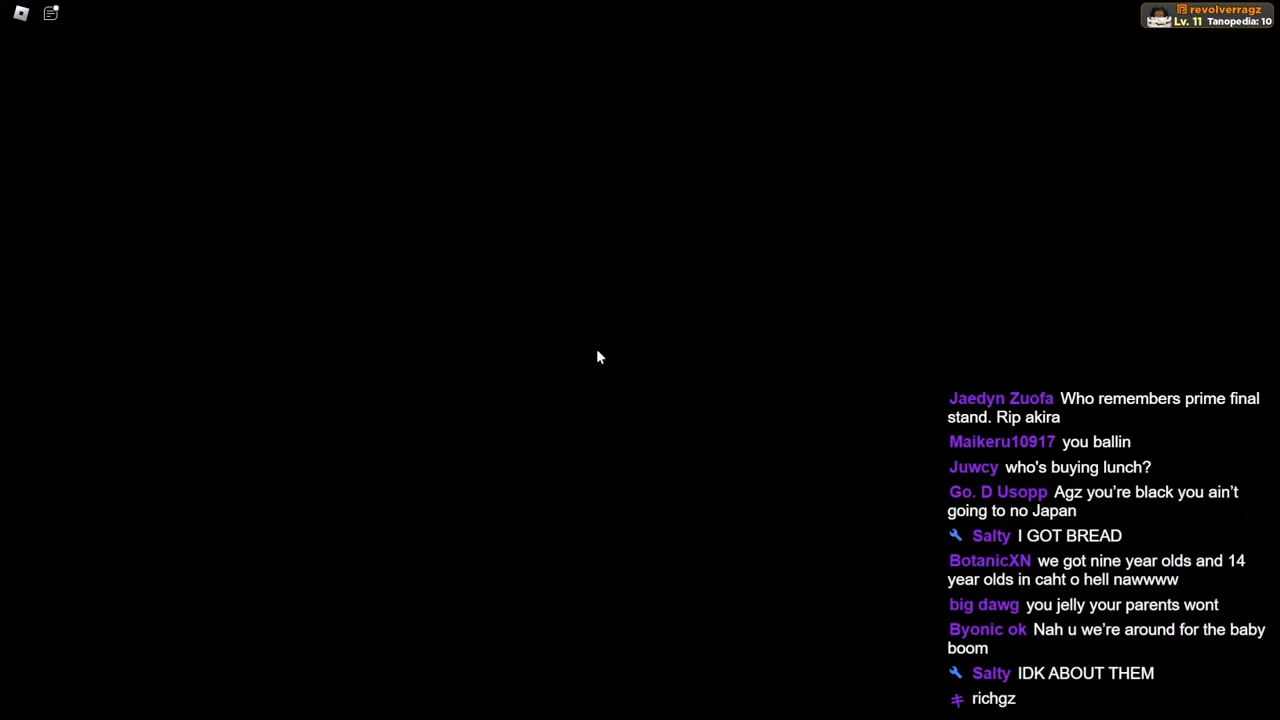 revolverragz
Lv. 11 Tanopedia: 10
Jaedyn Zuofa Who remembers prime final
stand. Rip akira
Maikeru10917 you ballin
Juwcy who's buying lunch?
Go. D Usopp Agz you’re black you ain’t
going to no Japan
Salty I GOT BREAD
BotanicXN we got nine year olds and 14
year olds in caht o hell nawwww
big dawg you jelly your parents wont
Byonic ok Nah u we’re around for the baby
boom
Salty IDK ABOUT THEM
キ richgz